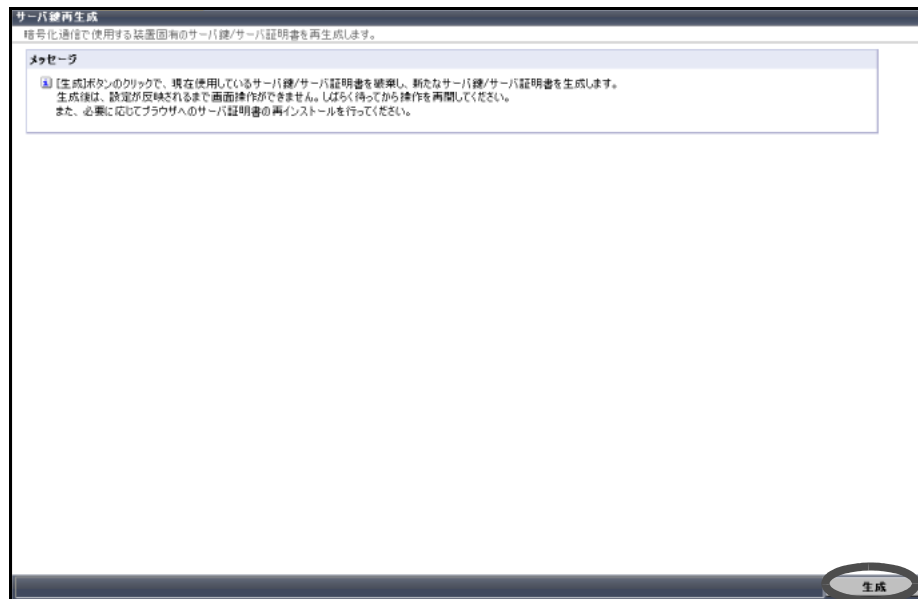 サーバ鍵再生成
暗号化通信で使用する装置固有のサーバ鍵/サーバ証明書を再生成します。
メッセージ
[生成]ボタンのクリックで、現在使用しているサーバ鍵/サーバ証明書を破棄し、新たなサーバ鍵/サーバ証明書を生成します。
生成後は、設定が反映されるまで画面操作ができません。しばらく待ってから操作を再開してください。
また、必要に応じてブラウザへのサーバ証明書の再インストールを行ってください。
生成